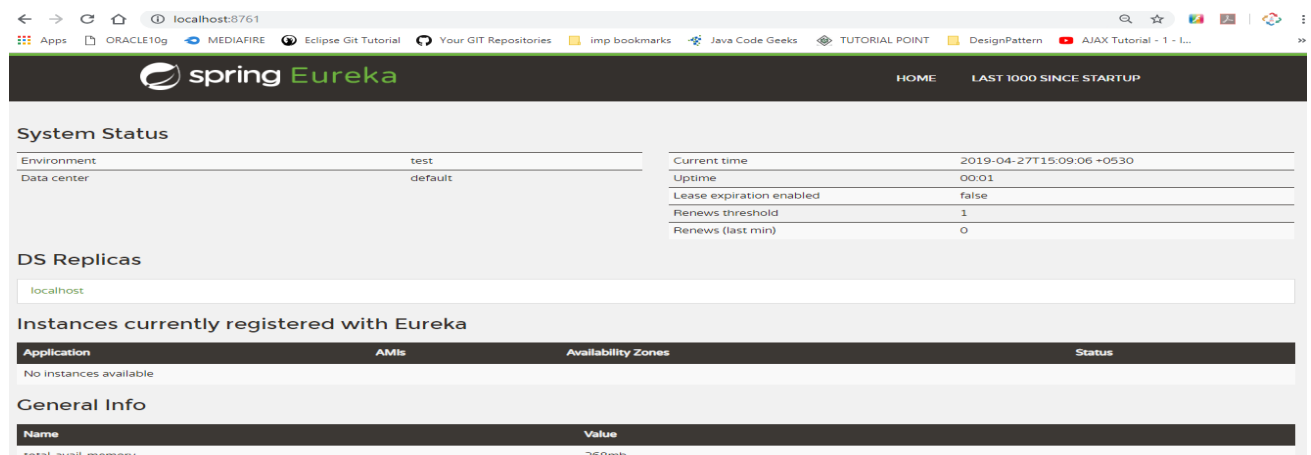 localhost:8761
Apps ORACLE10g MEDIAFIRE Eclipse Git Tutorial Your GIT Repositories imp bookmarks Java Code Geeks TUTORIAL POINT DesignPattern AJAX Tutorial - 1 - I... »
spring Eureka HOME LAST 1000 SINCE STARTUP
System Status
Environment test Current time 2019-04-27T15:09:06 +0530
Data center default Uptime 00:01
Lease expiration enabled false
Renews threshold 1
Renews (last min) 0
DS Replicas
localhost
Instances currently registered with Eureka
Application AMIs Availability Zones Status
No instances available
General Info
Name Value
total-avail-memory